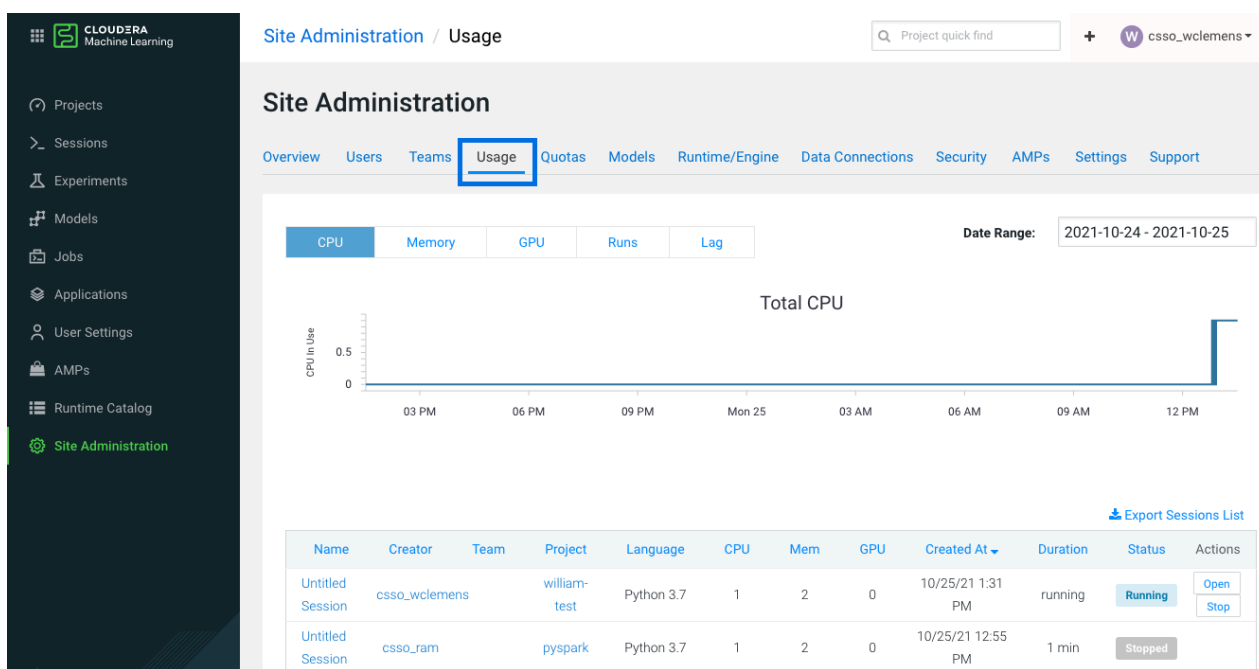 CLOUDERA
Machine Learning
Site Administration / Usage
Project quick find
+
W
csso_wclemens
Projects
Sessions
Experiments
Models
Jobs
Applications
User Settings
AMPs
Runtime Catalog
Site Administration
Site Administration
Overview Users Teams Usage Quotas Models Runtime/Engine Data Connections Security AMPs Settings Support
CPU Memory GPU Runs Lag
Date Range: 2021-10-24 - 2021-10-25
Total CPU
CPU In Use
0.5
0
03 PM 06 PM 09 PM Mon 25 03 AM 06 AM 09 AM 12 PM
Export Sessions List
Name Creator Team Project Language CPU Mem GPU Created At Duration Status Actions
Untitled Session csso_wclemens william-test Python 3.7 1 2 0 10/25/21 1:31 PM running Running Open Stop
Untitled Session csso_ram pyspark Python 3.7 1 2 0 10/25/21 12:55 PM 1 min Stopped